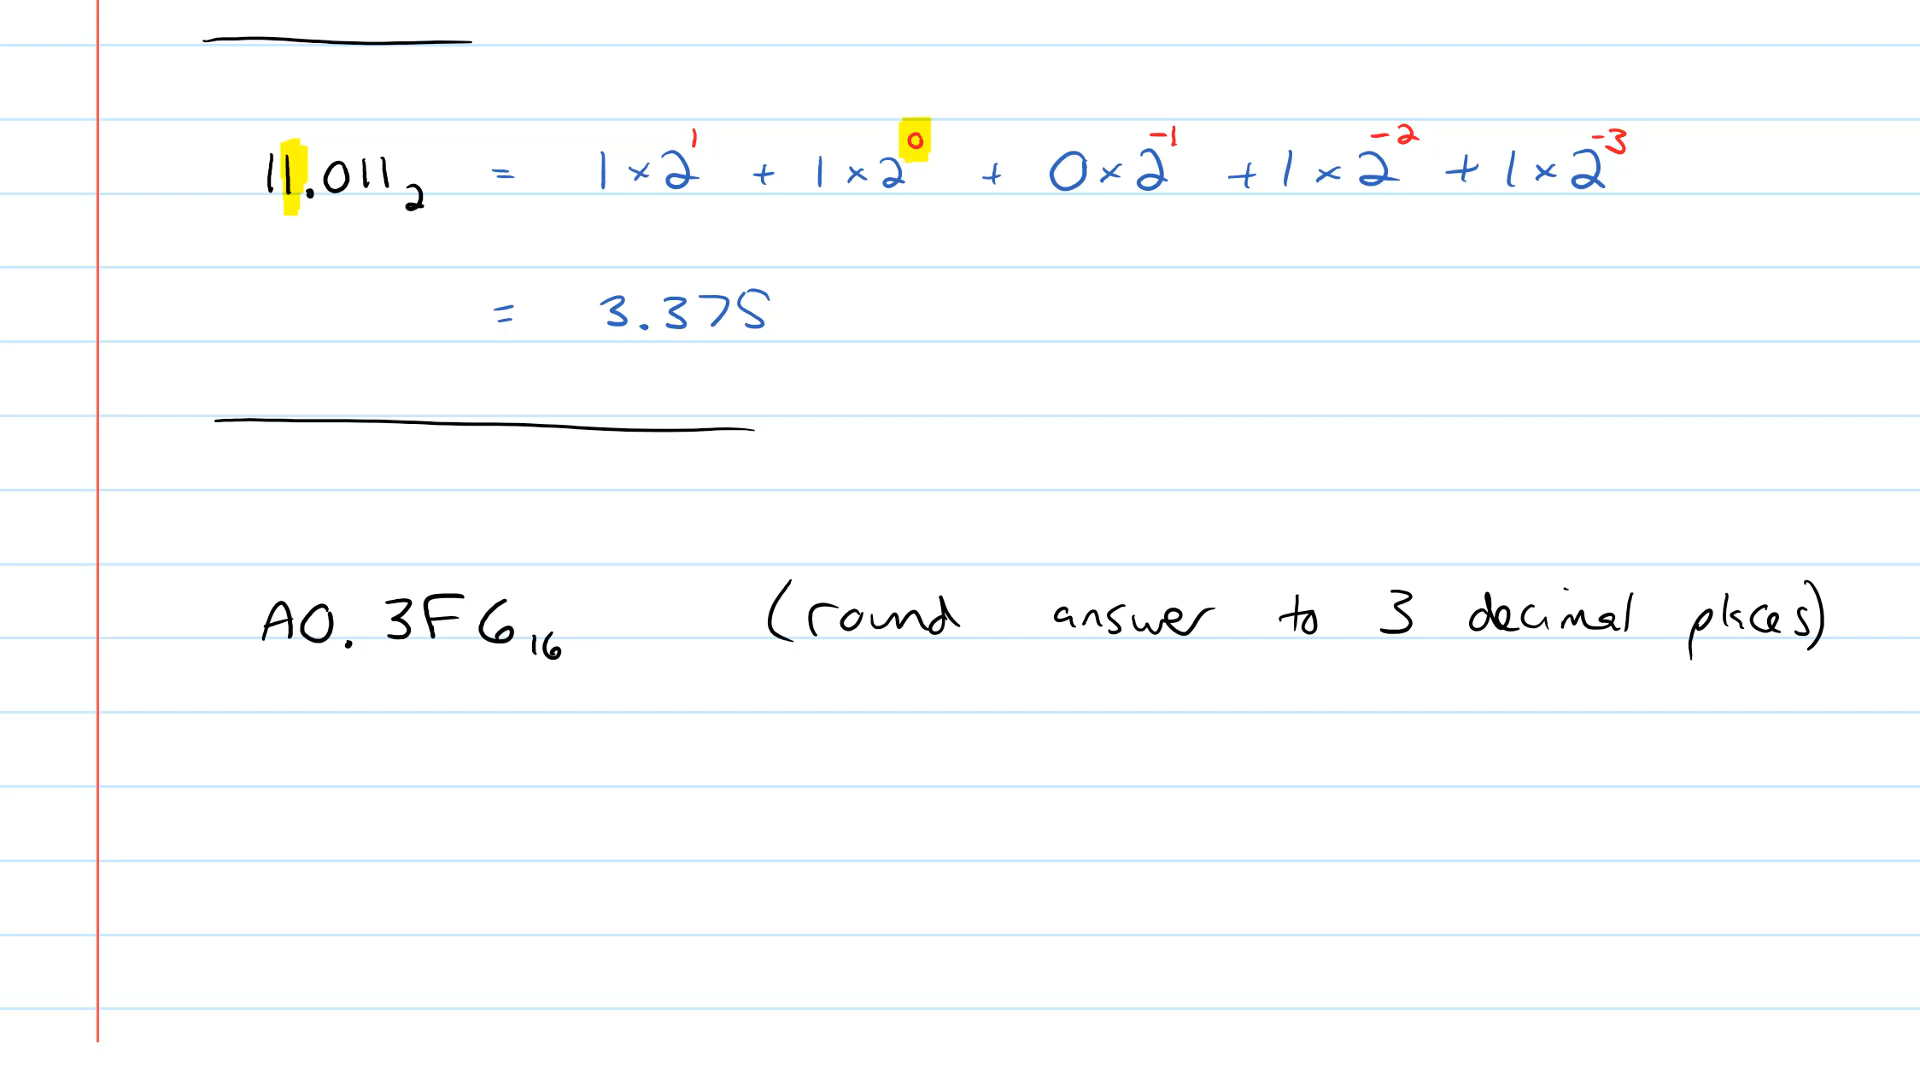 11.011₂ = 1 × 2¹ + 1 × 2⁰ + 0 × 2⁻¹ + 1 × 2⁻² + 1 × 2⁻³
= 3.375
A0.3F6₁₆ (round answer to 3 decimal places)